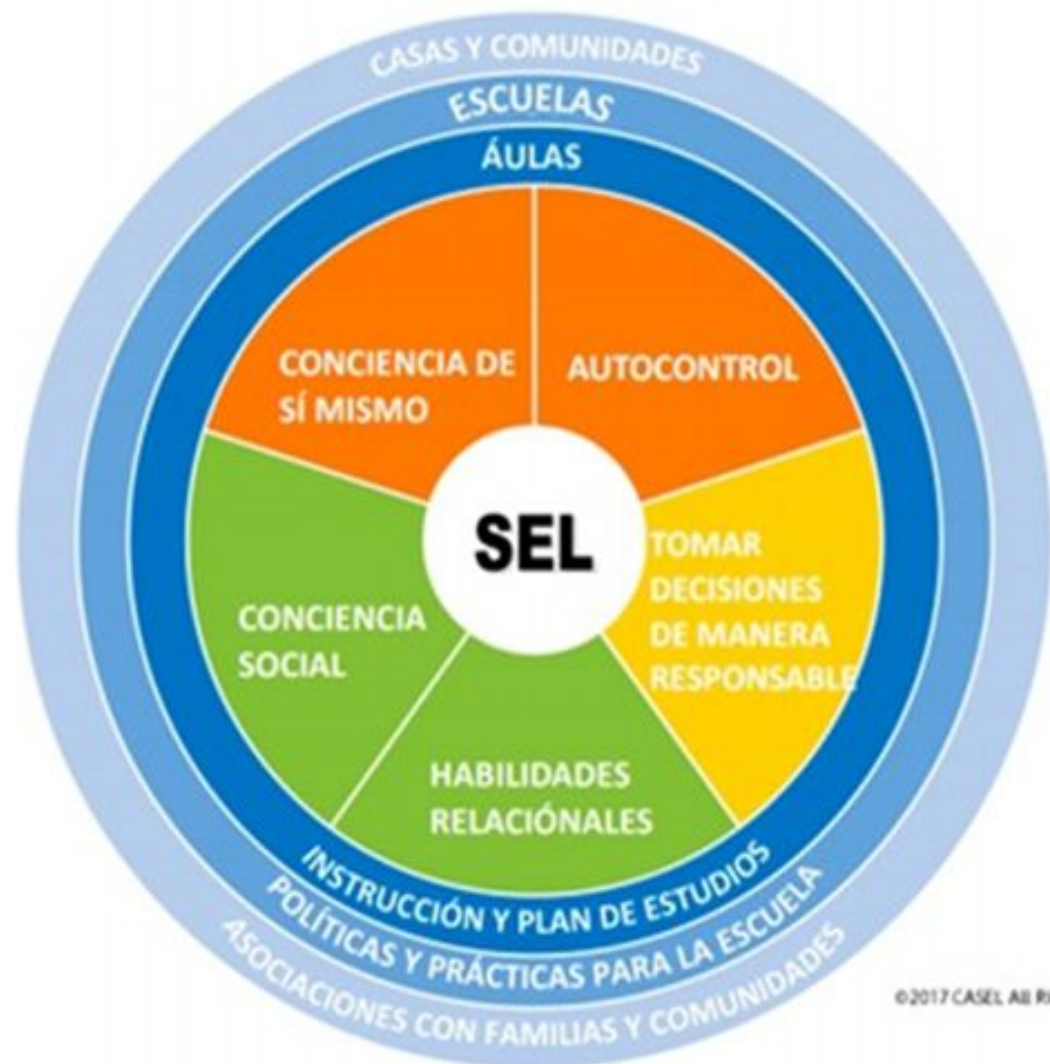 CASAS Y COMUNIDADES
ESCUELAS
ÁULAS
CONCIENCIA DE
SÍ MISMO
AUTOCONTROL
SEL
TOMAR
DECISIONES
DE MANERA
RESPONSABLE
CONCIENCIA
SOCIAL
HABILIDADES
RELACIÓNALES
INSTRUCCIÓN Y PLAN DE ESTUDIOS
POLÍTICAS Y PRÁCTICAS PARA LA ESCUELA
ASOCIACIONES CON FAMILIAS Y COMUNIDADES
©2017 CASEL All